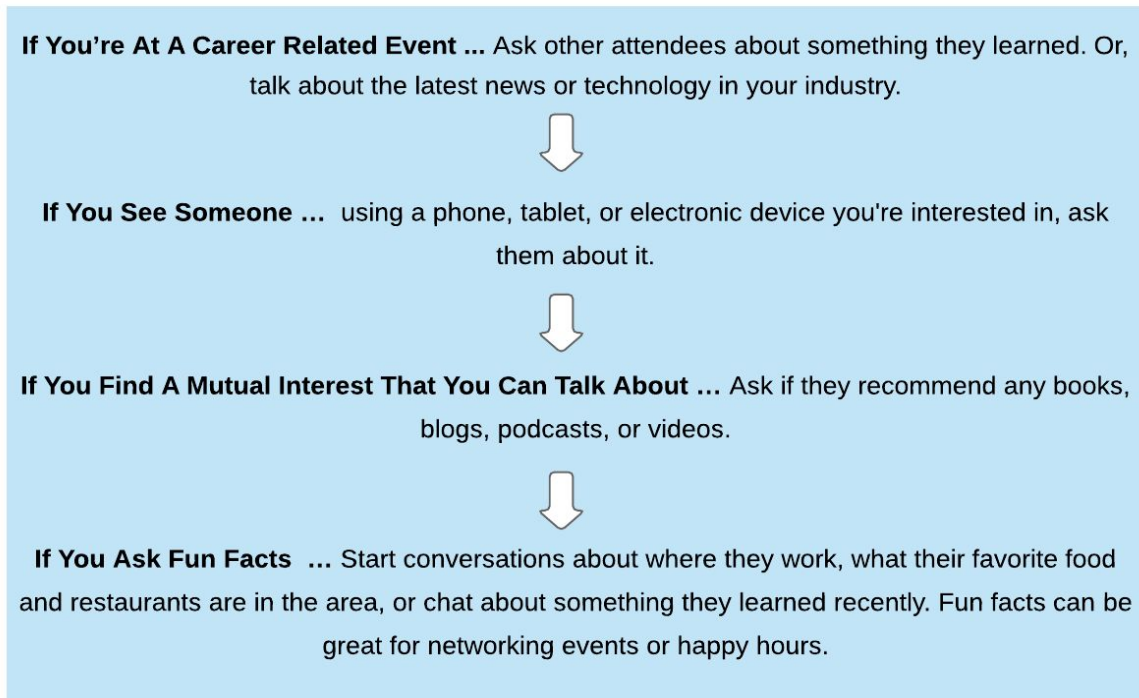 If You’re At A Career Related Event ... Ask other attendees about something they learned. Or,
talk about the latest news or technology in your industry.
If You See Someone … using a phone, tablet, or electronic device you're interested in, ask
them about it.
If You Find A Mutual Interest That You Can Talk About … Ask if they recommend any books,
blogs, podcasts, or videos.
If You Ask Fun Facts … Start conversations about where they work, what their favorite food
and restaurants are in the area, or chat about something they learned recently. Fun facts can be
great for networking events or happy hours.